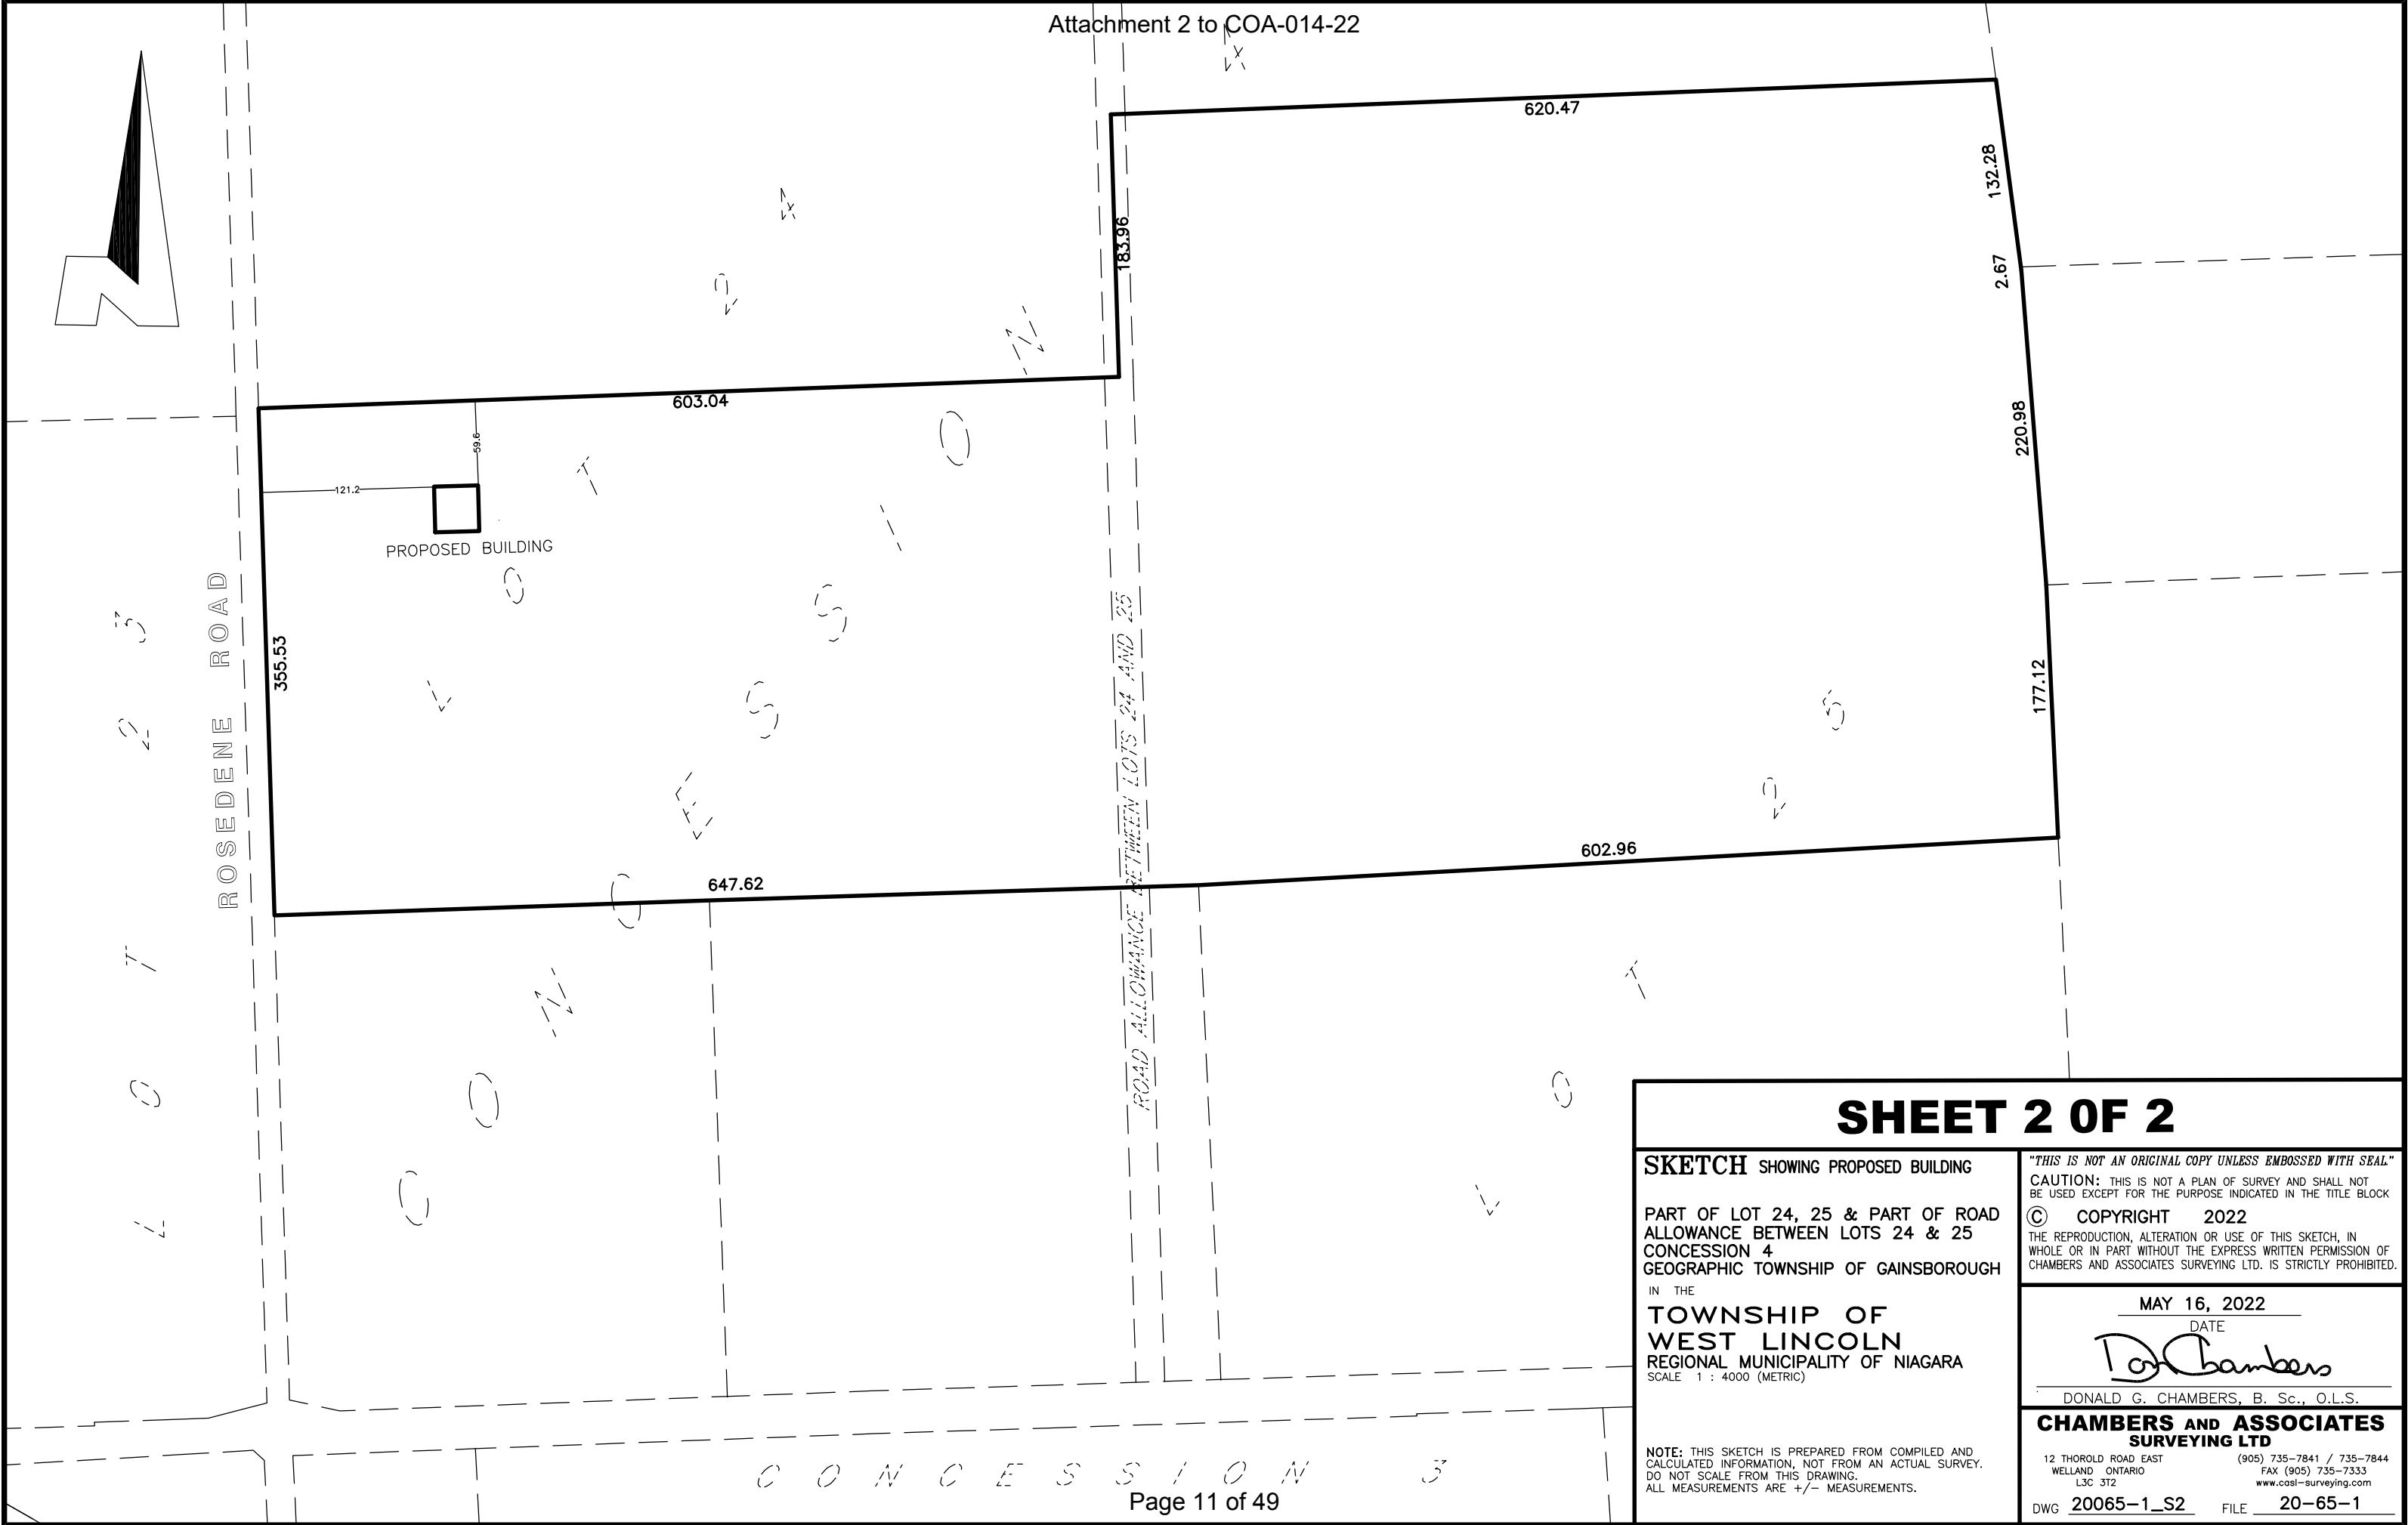 Attachment 2 to COA-014-22
620.47
132.28
2.67
183.96
220.98
603.04
59.6
121.2
PROPOSED BUILDING
355.53
177.12
602.96
647.62
ROSEDENE ROAD
LOT 23
LOT 24
LOT 25
CONCESSION 4
ROAD ALLOWANCE BETWEEN LOTS 24 AND 25
CONCESSION 3
Page 11 of 49
SHEET 2 0F 2
SKETCH SHOWING PROPOSED BUILDING
PART OF LOT 24, 25 & PART OF ROAD
ALLOWANCE BETWEEN LOTS 24 & 25
CONCESSION 4
GEOGRAPHIC TOWNSHIP OF GAINSBOROUGH
IN THE
TOWNSHIP OF
WEST LINCOLN
REGIONAL MUNICIPALITY OF NIAGARA
SCALE 1 : 4000 (METRIC)
NOTE: THIS SKETCH IS PREPARED FROM COMPILED AND
CALCULATED INFORMATION, NOT FROM AN ACTUAL SURVEY.
DO NOT SCALE FROM THIS DRAWING.
ALL MEASUREMENTS ARE +/- MEASUREMENTS.
"THIS IS NOT AN ORIGINAL COPY UNLESS EMBOSSED WITH SEAL"
CAUTION: THIS IS NOT A PLAN OF SURVEY AND SHALL NOT
BE USED EXCEPT FOR THE PURPOSE INDICATED IN THE TITLE BLOCK
© COPYRIGHT 2022
THE REPRODUCTION, ALTERATION OR USE OF THIS SKETCH, IN
WHOLE OR IN PART WITHOUT THE EXPRESS WRITTEN PERMISSION OF
CHAMBERS AND ASSOCIATES SURVEYING LTD. IS STRICTLY PROHIBITED.
MAY 16, 2022
DATE
Don Chambers
DONALD G. CHAMBERS, B. Sc., O.L.S.
CHAMBERS AND ASSOCIATES
SURVEYING LTD
12 THOROLD ROAD EAST (905) 735-7841 / 735-7844
WELLAND ONTARIO FAX (905) 735-7333
L3C 3T2 www.casl-surveying.com
DWG 20065-1_S2 FILE 20-65-1